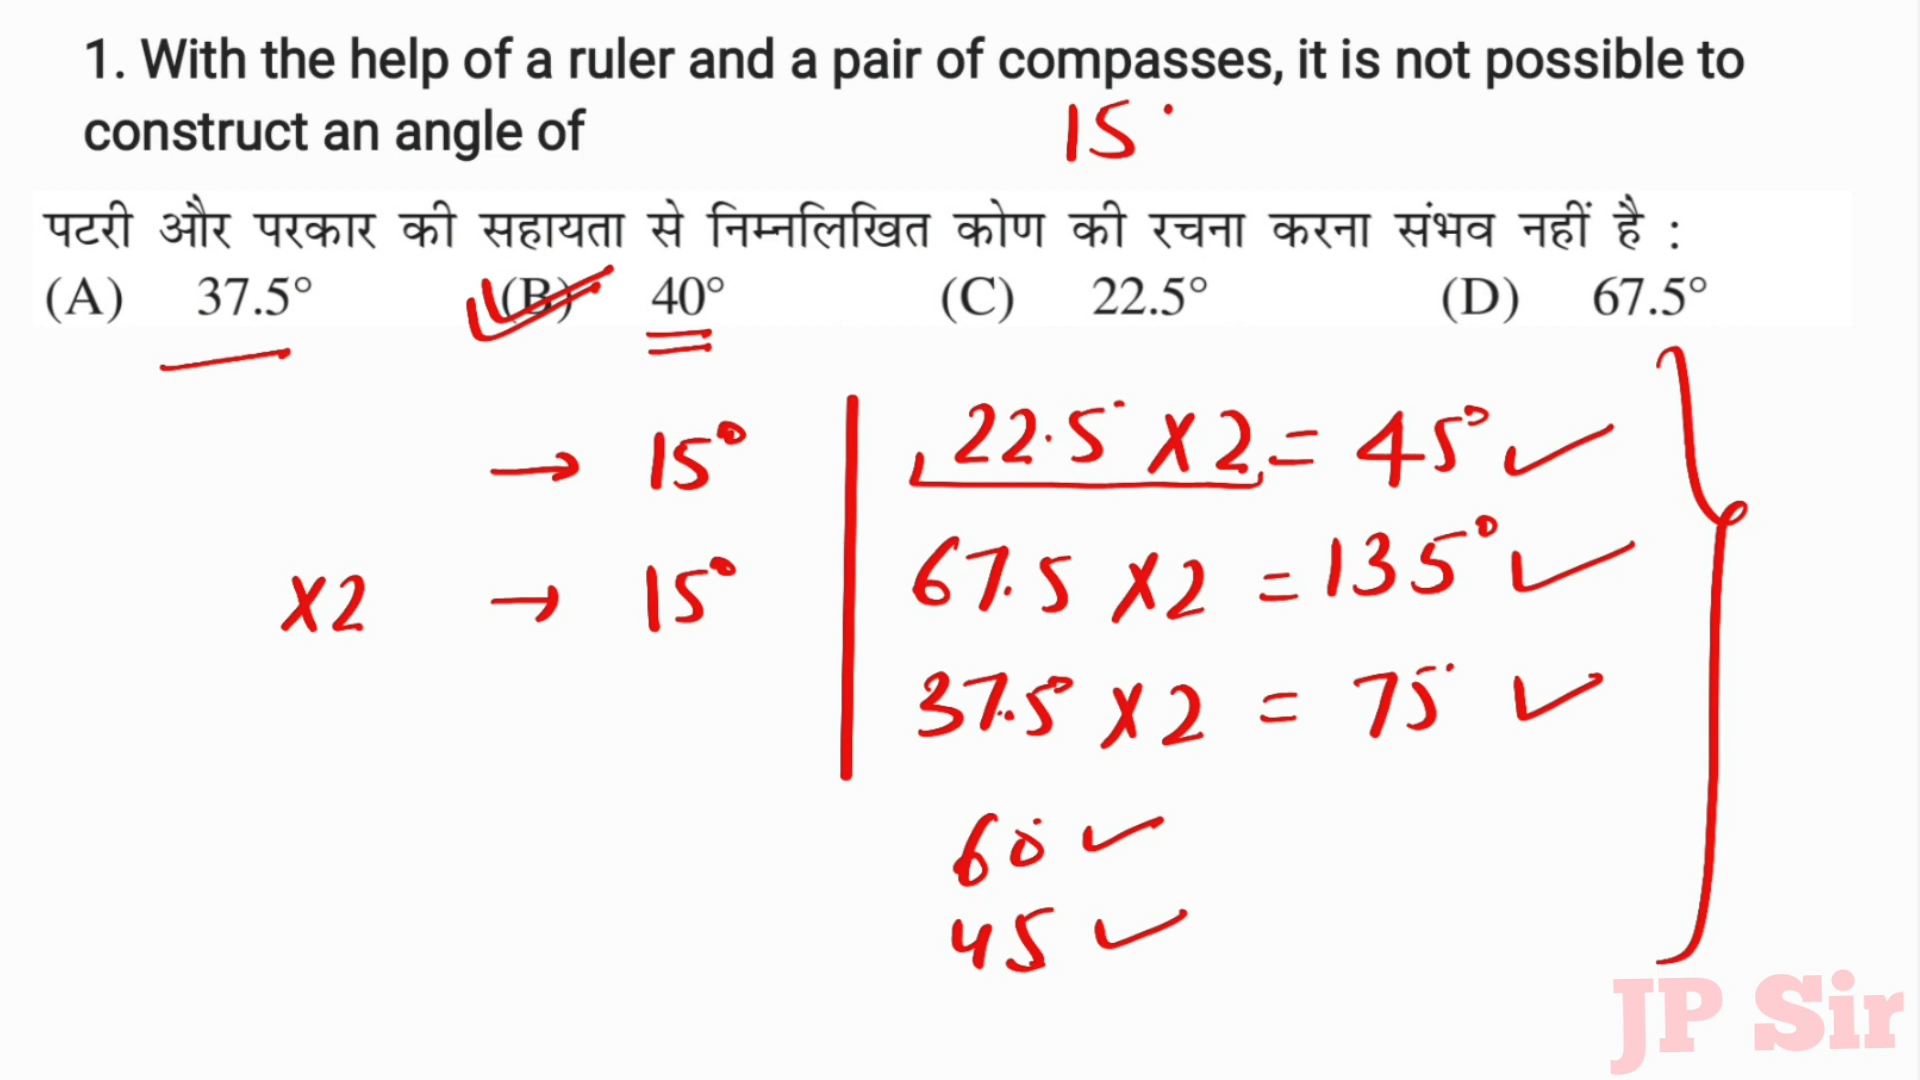 1. With the help of a ruler and a pair of compasses, it is not possible to
construct an angle of
15°
पटरी और परकार की सहायता से निम्नलिखित कोण की रचना करना संभव नहीं है :
(A) 37.5° (B) 40° (C) 22.5° (D) 67.5°
→ 15°
×2 → 15°
22.5° ×2 = 45° ✓
67.5 ×2 = 135° ✓
37.5° ×2 = 75° ✓
60° ✓
45 ✓
JP Sir